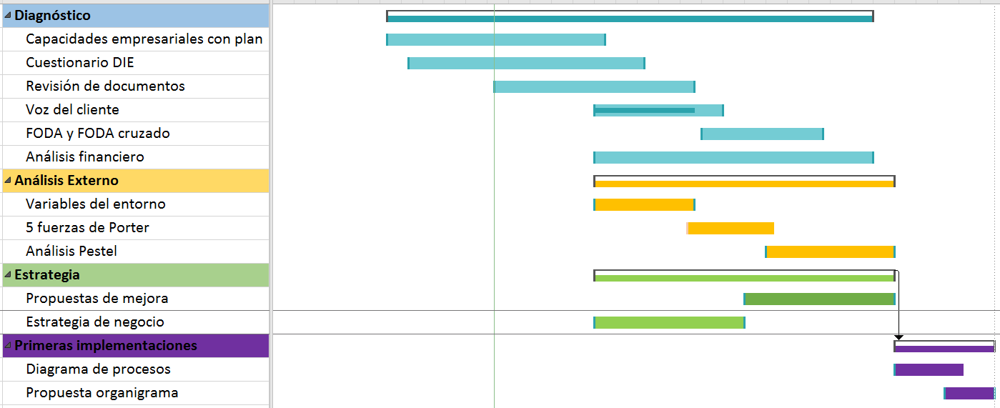 Diagnóstico
Capacidades empresariales con plan
Cuestionario DIE
Revisión de documentos
Voz del cliente
FODA y FODA cruzado
Análisis financiero
Análisis Externo
Variables del entorno
5 fuerzas de Porter
Análisis Pestel
Estrategia
Propuestas de mejora
Estrategia de negocio
Primeras implementaciones
Diagrama de procesos
Propuesta organigrama